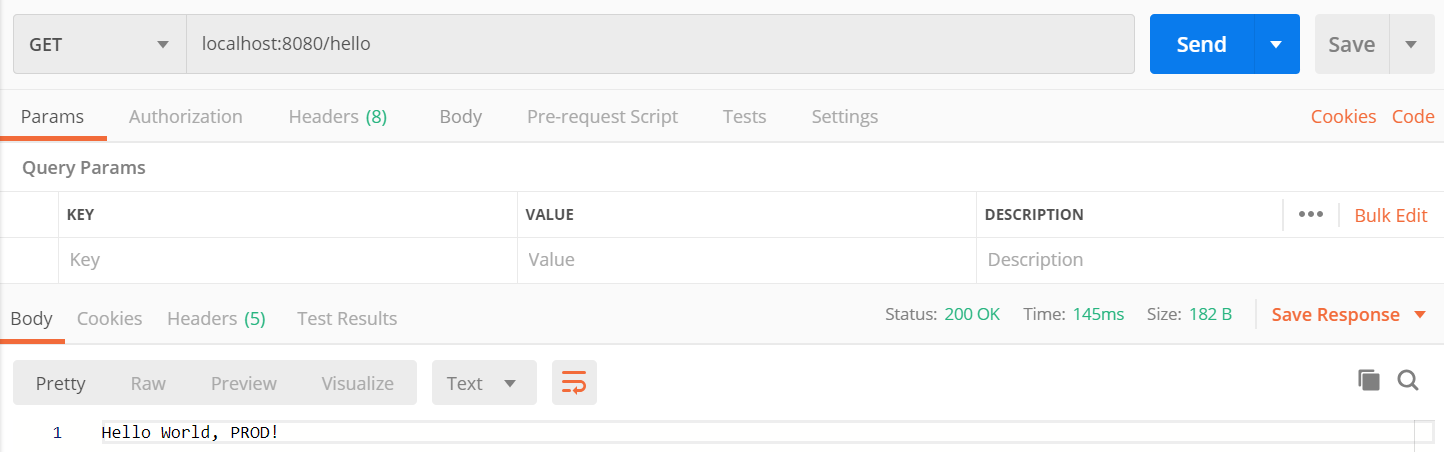 GET localhost:8080/hello Send Save
Params Authorization Headers (8) Body Pre-request Script Tests Settings Cookies Code
Query Params
KEY VALUE DESCRIPTION ••• Bulk Edit
Key Value Description
Body Cookies Headers (5) Test Results Status: 200 OK Time: 145ms Size: 182 B Save Response
Pretty Raw Preview Visualize Text
1 Hello World, PROD!